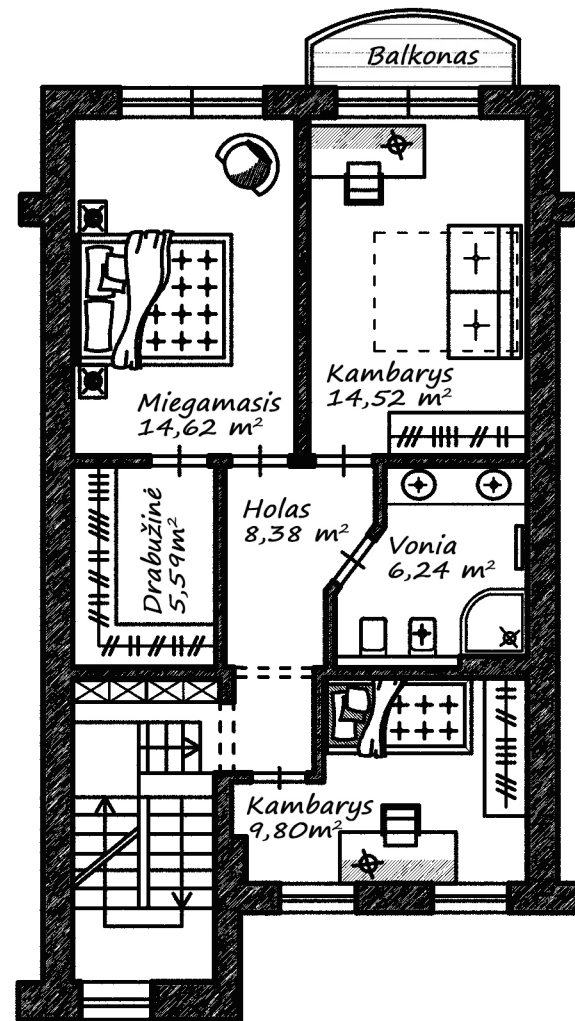 Balkonas
Miegamasis
14,62 m²
Kambarys
14,52 m²
Drabužinė
5,59m²
Holas
8,38 m²
Vonia
6,24 m²
Kambarys
9,80m²